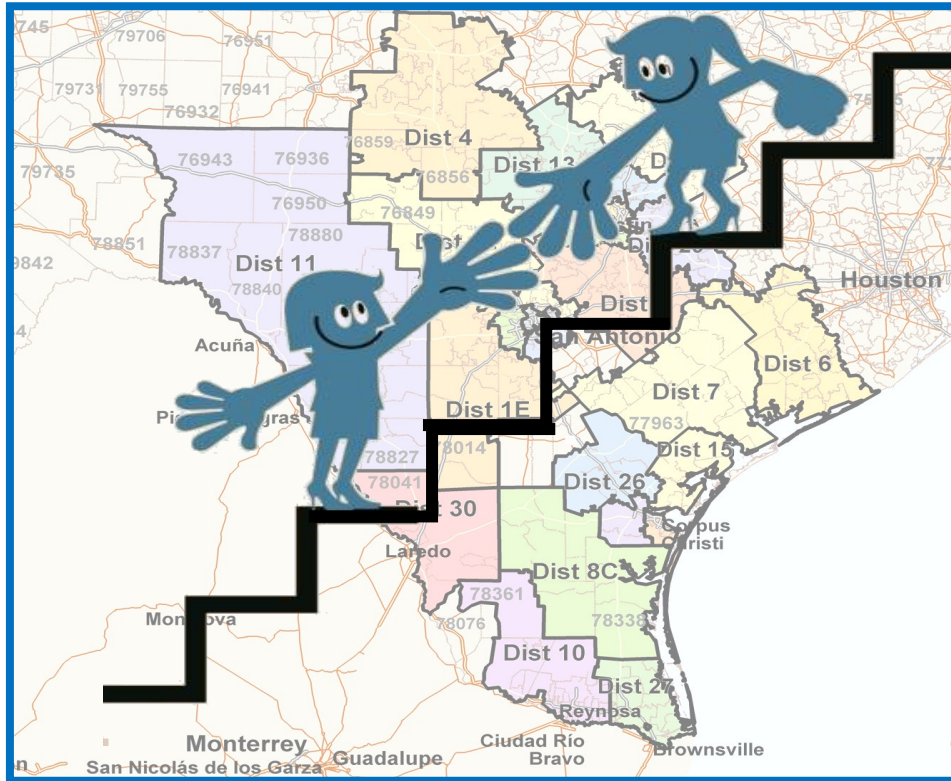 745
79706
76951
79731
79755
76941
76932
76859
Dist 4
76943
76936
76856
Dist 13
79735
76950
76849
78851
78837
78880
9842
Dist 11
78840
Dist
Houston
Acuña
San Antonio
Dist 7
Dist 6
Dist 1E
77963
78014
78827
Dist 15
78041
Dist 26
30
Corpus
Christi
Laredo
Dist 8C
78361
78338
78076
Dist 10
Dist 27
Reynosa
Monterrey
Guadalupe
Ciudad Río
Bravo
Brownsville
San Nicolás de los Garza